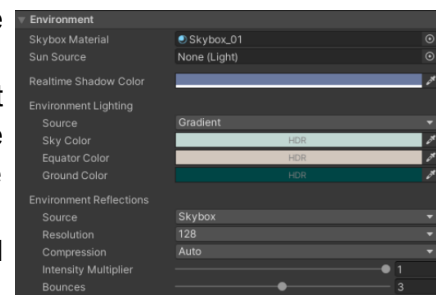 Environment
Skybox Material Skybox_01
Sun Source None (Light)
Realtime Shadow Color
Environment Lighting
Source Gradient
Sky Color HDR
Equator Color HDR
Ground Color HDR
Environment Reflections
Source Skybox
Resolution 128
Compression Auto
Intensity Multiplier 1
Bounces 3